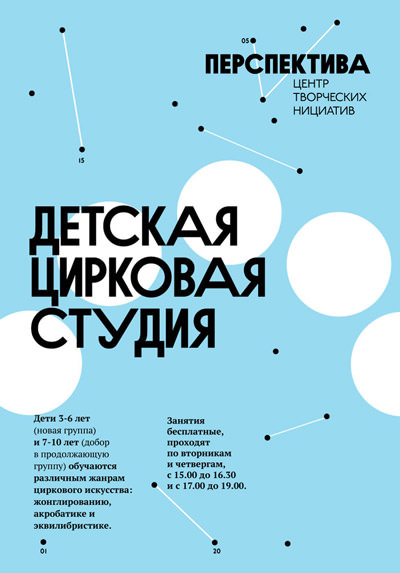 05
ПЕРСПЕКТИВА
ЦЕНТР
ТВОРЧЕСКИХ
ИНИЦИАТИВ
15
ДЕТСКАЯ
ЦИРКОВАЯ
СТУДИЯ
Дети 3-6 лет
(новая группа)
и 7-10 лет (добор
в продолжающую
группу) обучаются
различным жанрам
циркового искусства:
жонглированию,
акробатике и
эквилибристике.
Занятия
бесплатные,
проходят
по вторникам
и четвергам,
с 15.00 до 16.30
и с 17.00 до 19.00.
01
20